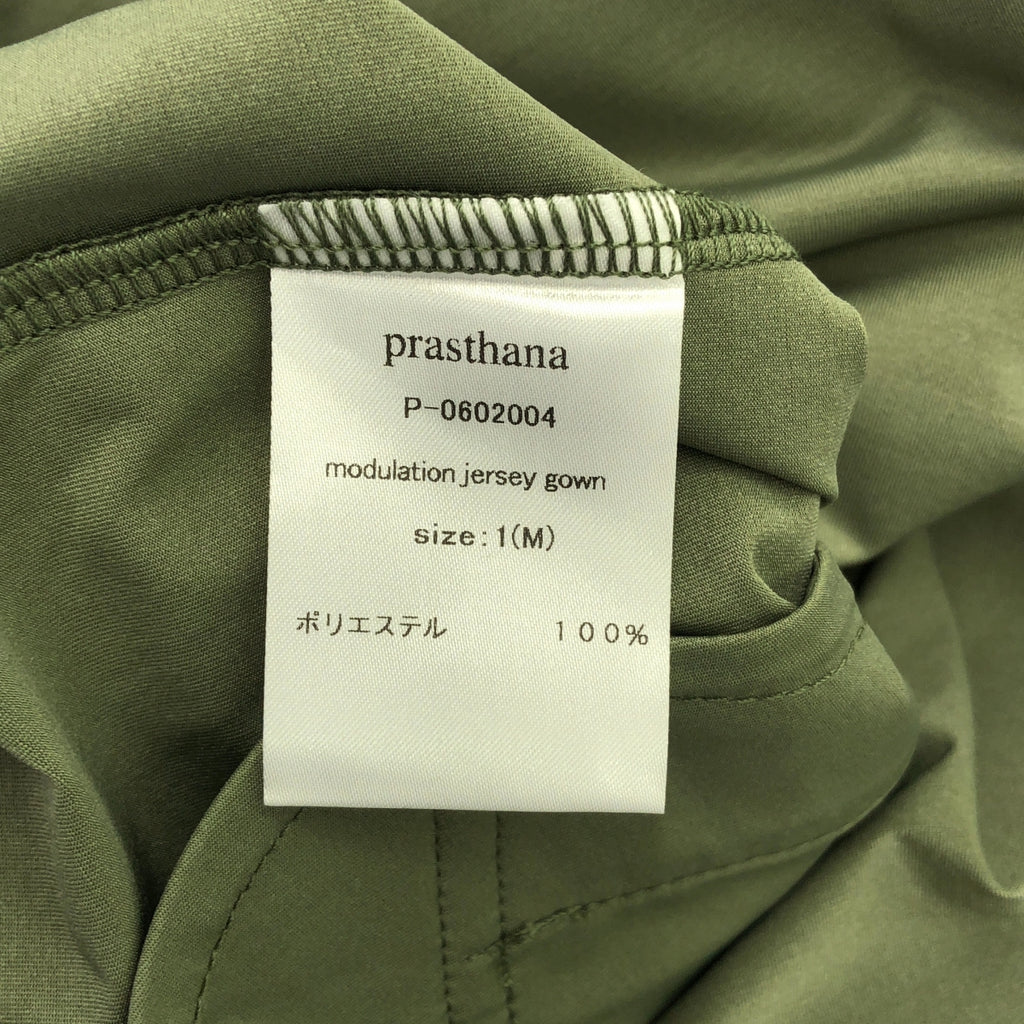 prasthana
P-0602004
modulation jersey gown
size:1(M)
ポリエステル 100%